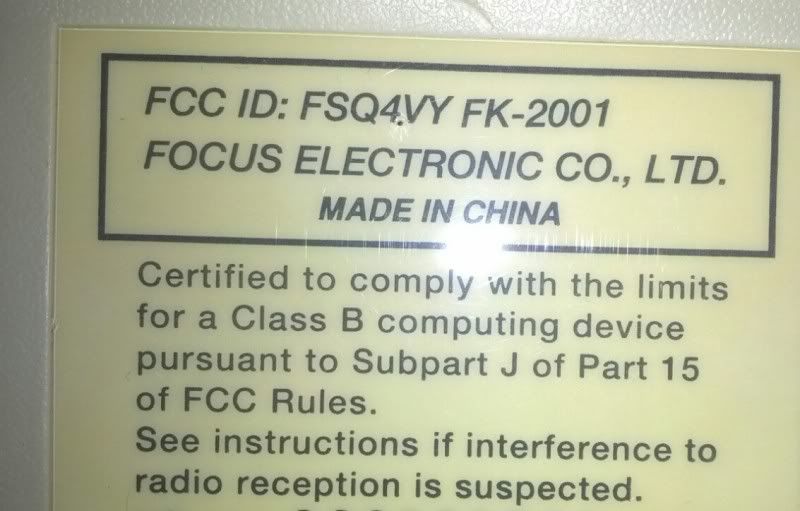 FCC ID: FSQ4VY FK-2001
FOCUS ELECTRONIC CO., LTD.
MADE IN CHINA
Certified to comply with the limits
for a Class B computing device
pursuant to Subpart J of Part 15
of FCC Rules.
See instructions if interference to
radio reception is suspected.